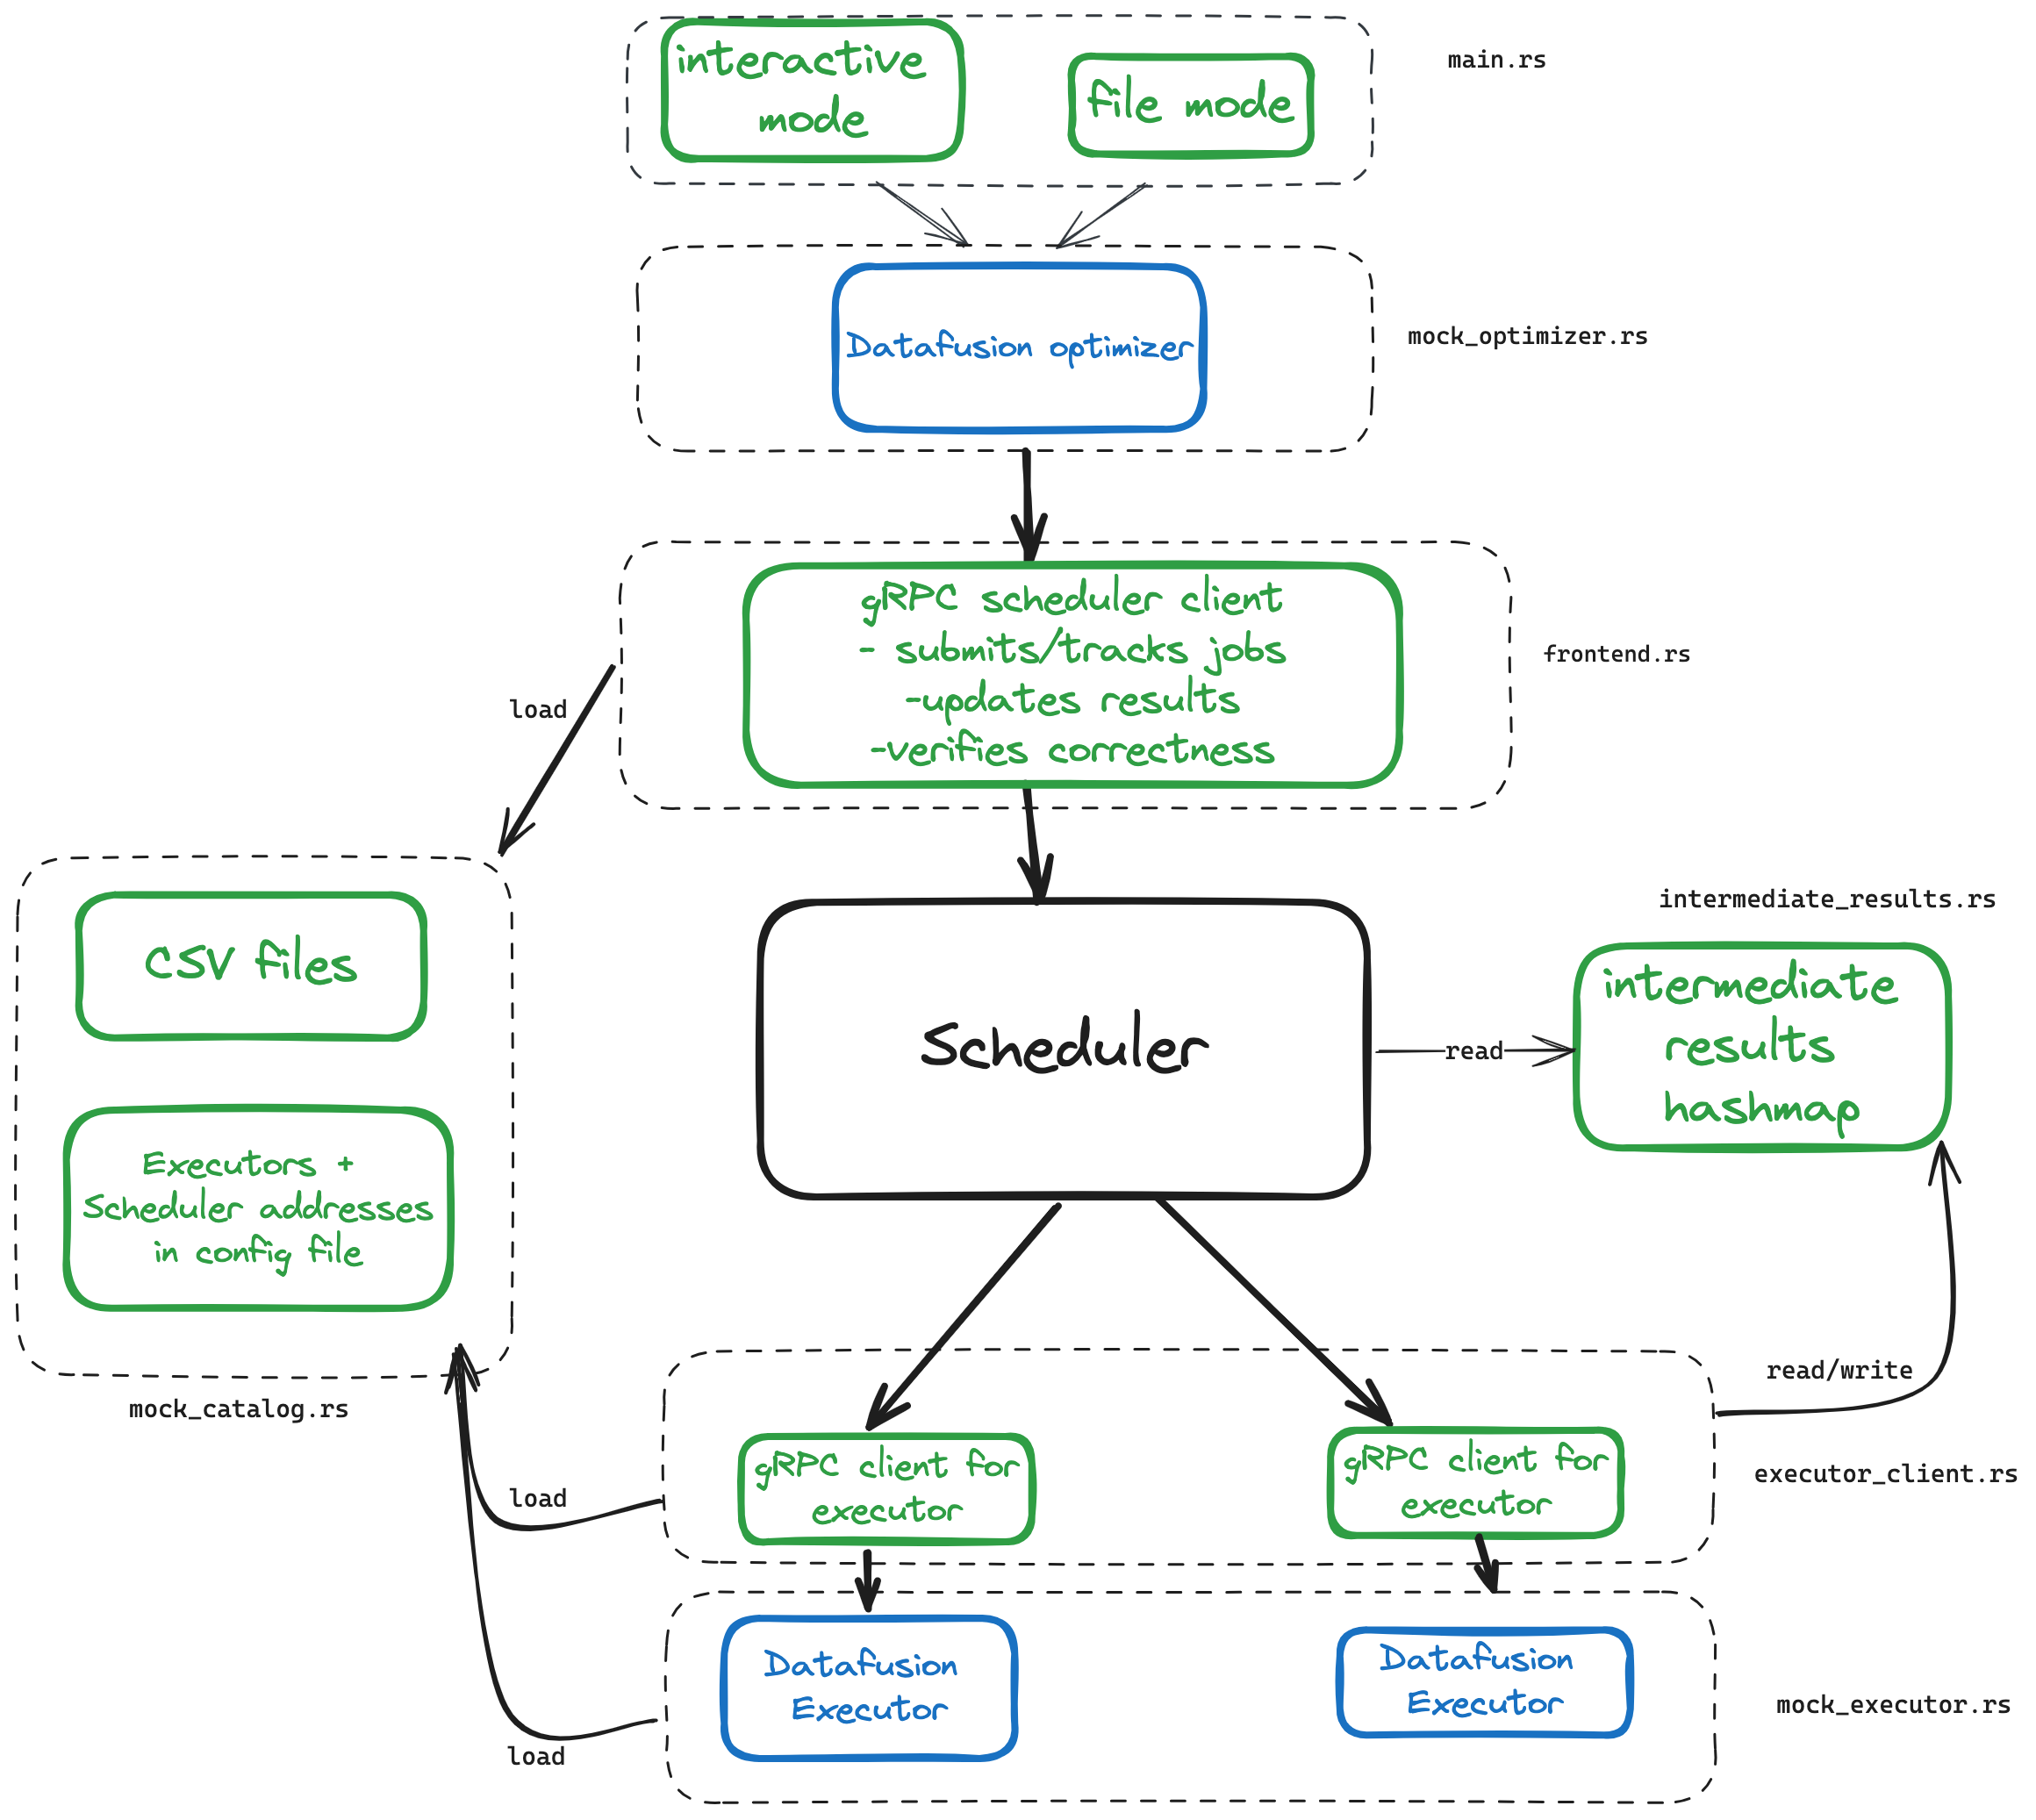 interactive
mode
file mode
main.rs
Datafusion optimizer
mock_optimizer.rs
gRPC scheduler client
- submits/tracks jobs
-updates results
-verifies correctness
frontend.rs
load
CSV files
Executors +
Scheduler addresses
in config file
mock_catalog.rs
Scheduler
read
intermediate_results.rs
intermediate
results
hashmap
read/write
gRPC client for
executor
gRPC client for
executor
executor_client.rs
load
Datafusion
Executor
Datafusion
Executor
mock_executor.rs
load